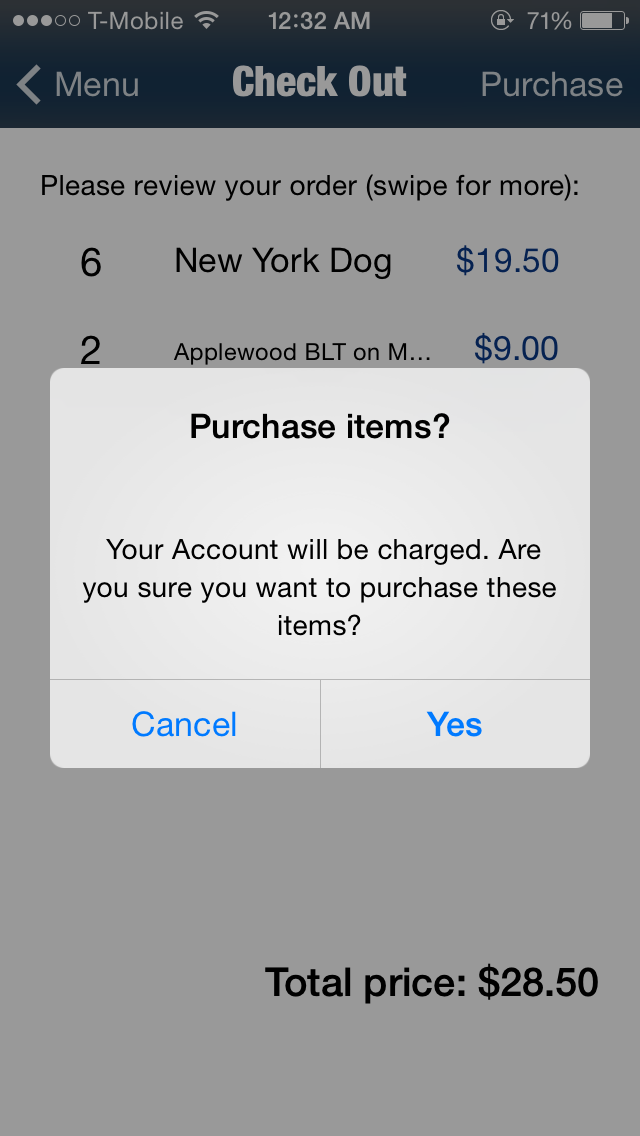 T-Mobile 12:32 AM 71%
Menu Check Out Purchase
Please review your order (swipe for more):
6 New York Dog $19.50
2 Applewood BLT on M... $9.00
Purchase items?
Your Account will be charged. Are
you sure you want to purchase these
items?
Cancel Yes
Total price: $28.50